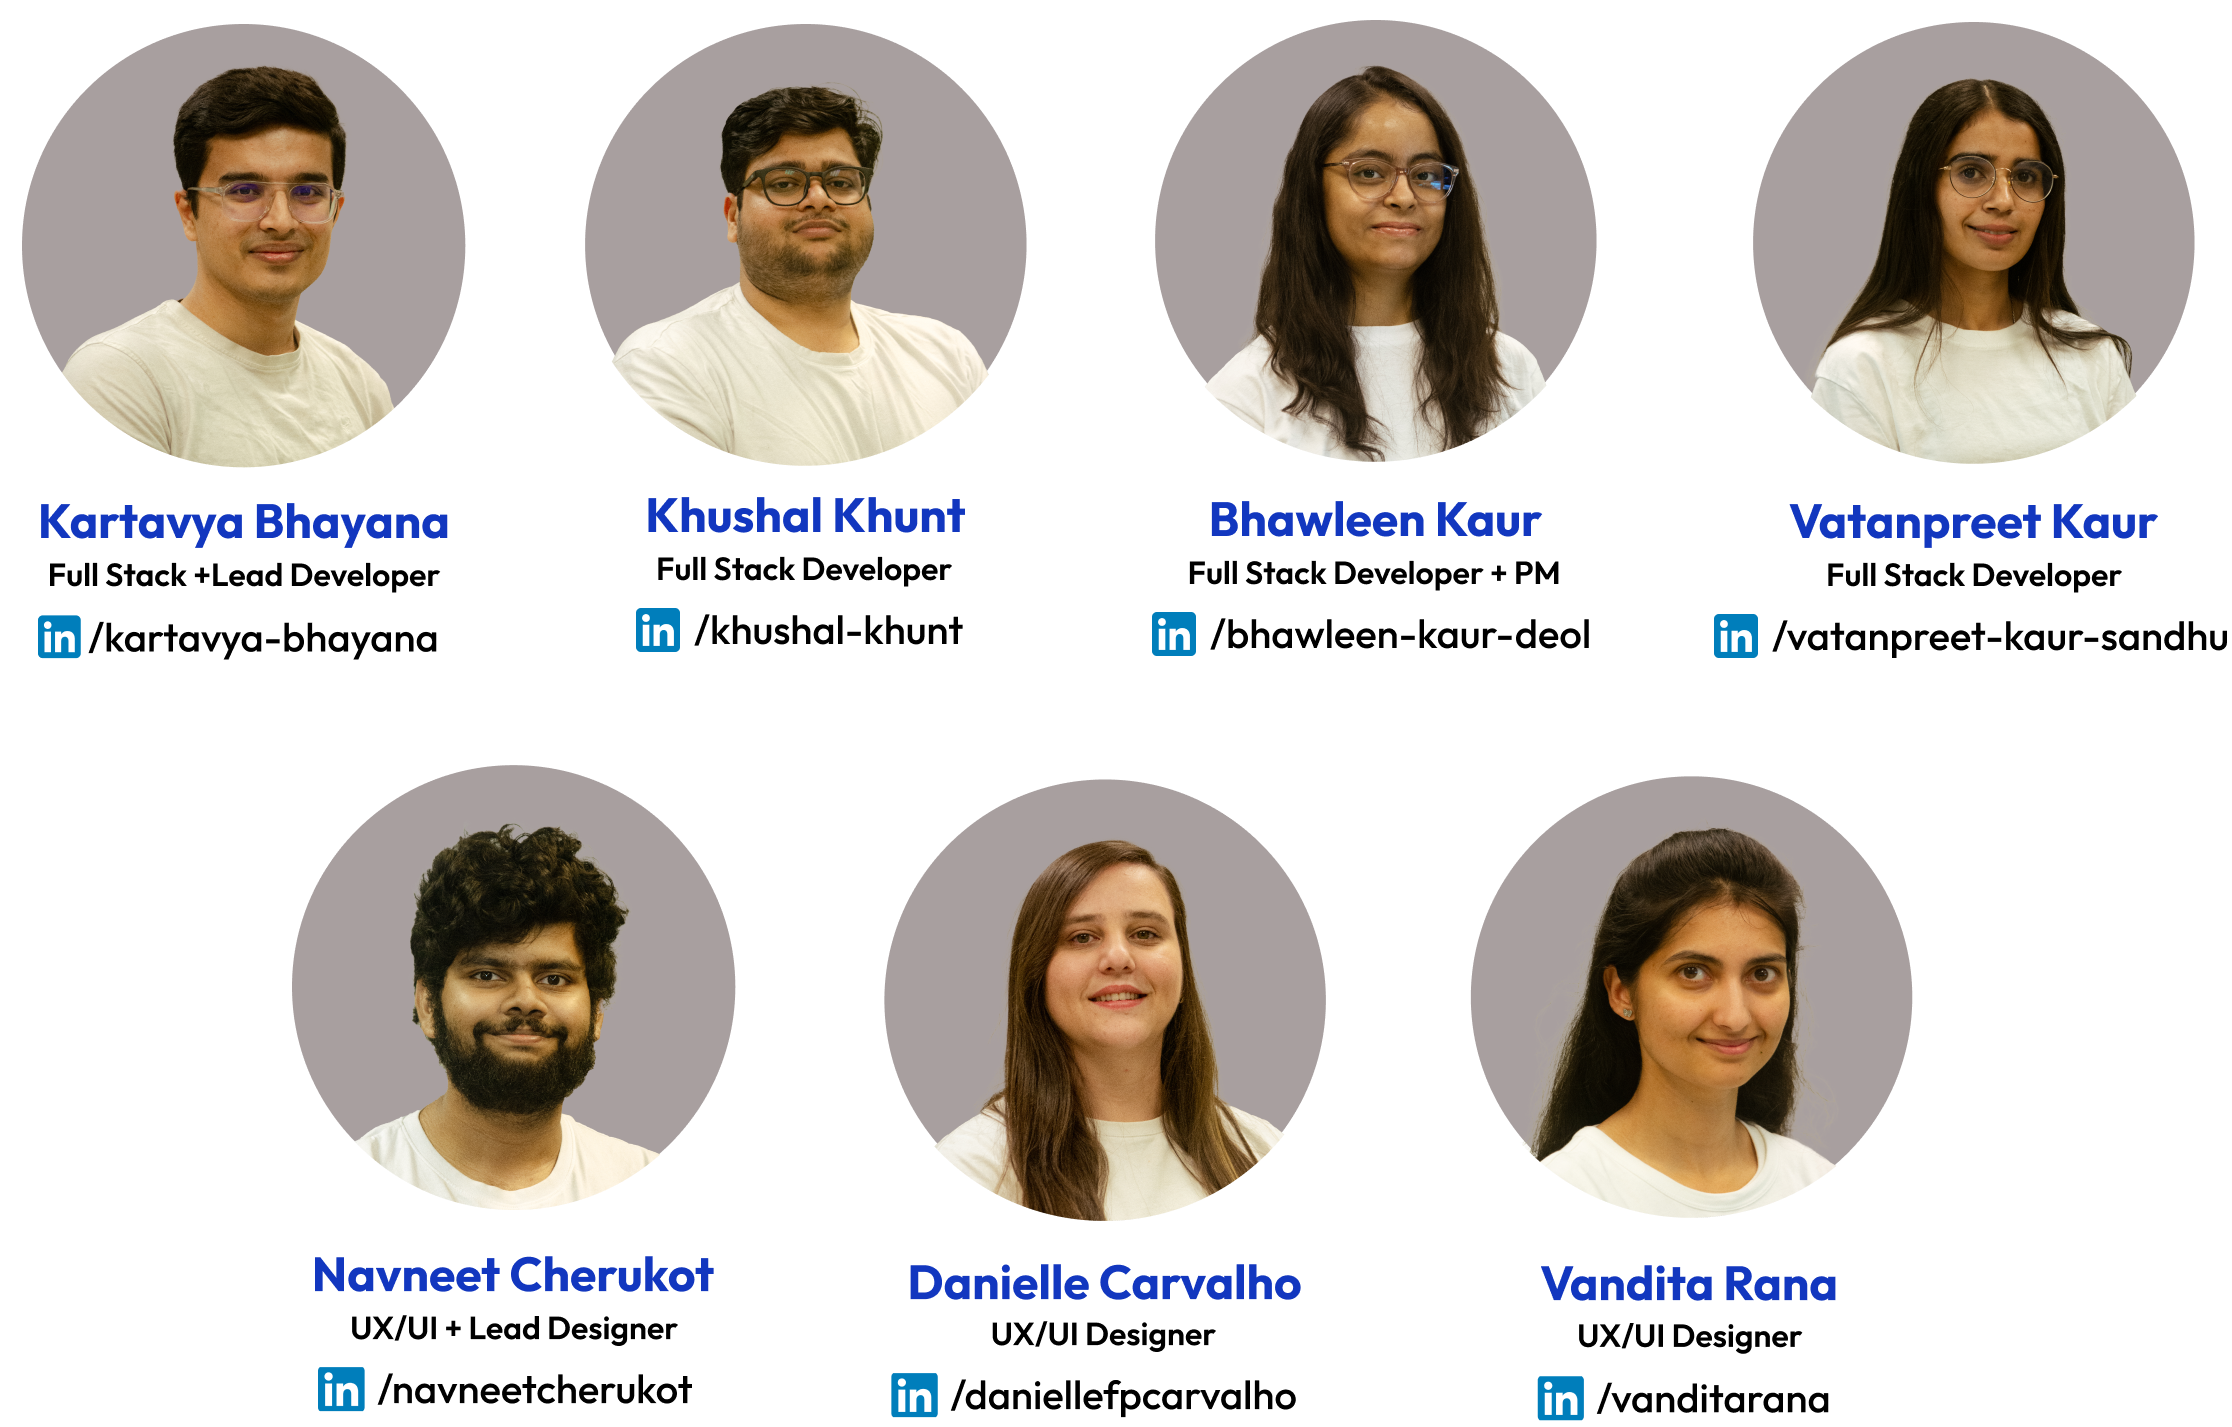 Kartavya Bhayana
Full Stack +Lead Developer
in /kartavya-bhayana
Khushal Khunt
Full Stack Developer
in /khushal-khunt
Bhawleen Kaur
Full Stack Developer + PM
in /bhawleen-kaur-deol
Vatanpreet Kaur
Full Stack Developer
in /vatanpreet-kaur-sandhu
Navneet Cherukot
UX/UI + Lead Designer
in /navneetcherukot
Danielle Carvalho
UX/UI Designer
in /daniellefpcarvalho
Vandita Rana
UX/UI Designer
in /vanditarana